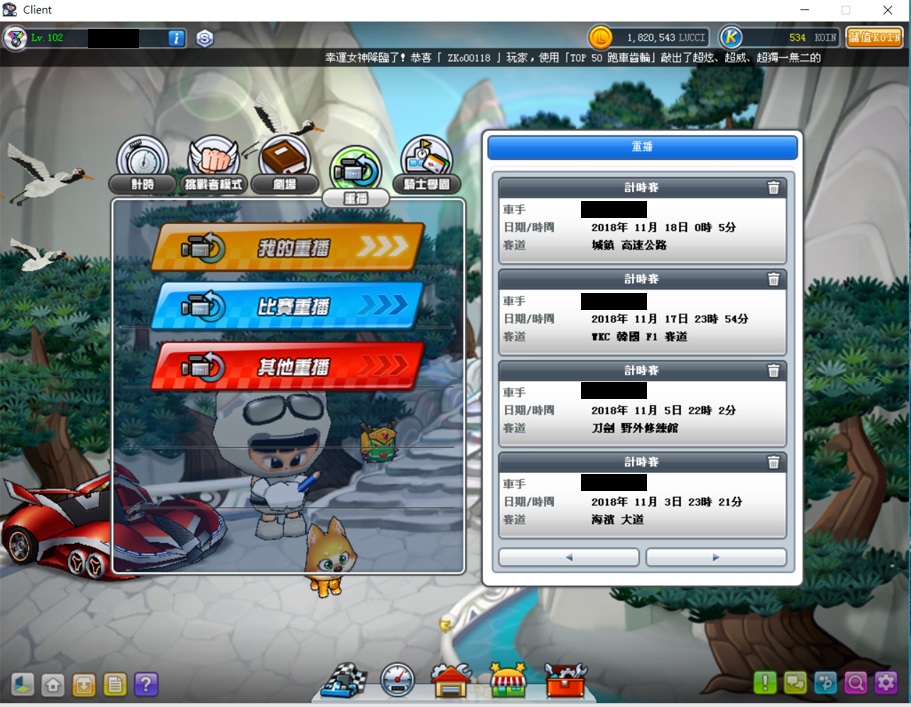 Client
Lv.102
1,820,543 LUCCI
534 KOIN
儲值KOIN
幸運女神降臨了! 恭喜「 ZKs00118 」玩家，使用「TOP 50 跑車齒輪」敲出了超炫、超威、超獨一無二的
計時
挑戰者模式
劇場
重播
騎士學園
我的重播
比賽重播
其他重播
重播
計時賽
車手
日期/時間 2018年 11月 18日 0時 5分
賽道 城鎮 高速公路
計時賽
車手
日期/時間 2018年 11月 17日 23時 54分
賽道 WKC 韓國 F1 賽道
計時賽
車手
日期/時間 2018年 11月 5日 22時 2分
賽道 刀劍 野外修練館
計時賽
車手
日期/時間 2018年 11月 3日 23時 21分
賽道 海濱 大道